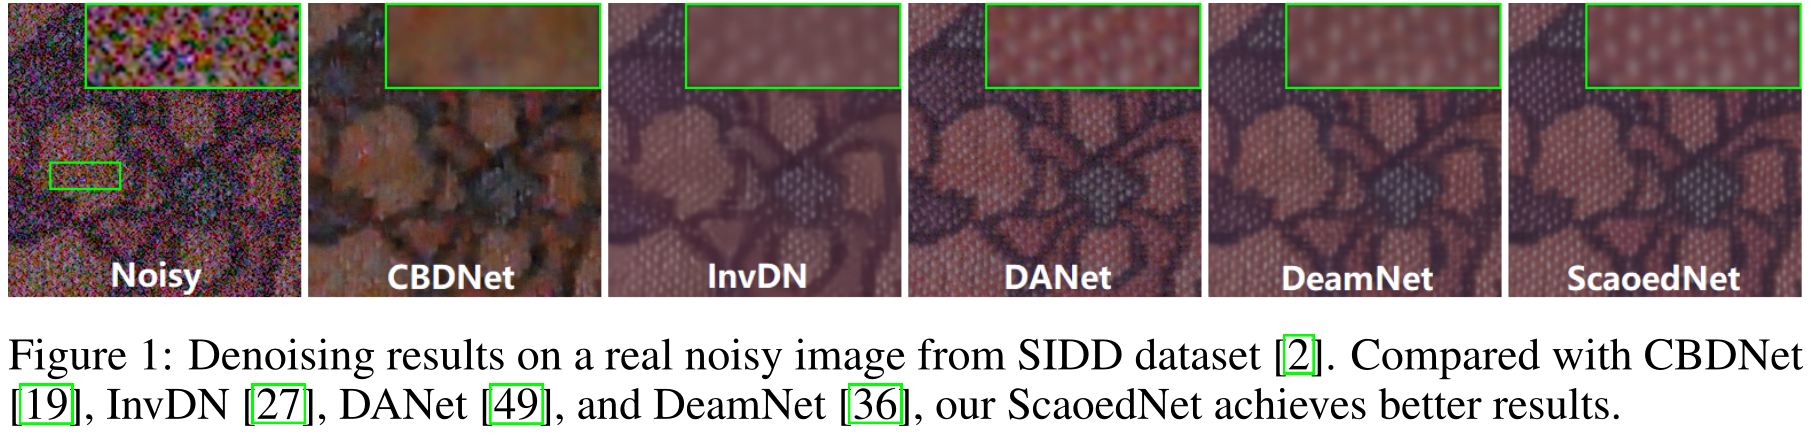 Noisy CBDNet InvDN DANet DeamNet ScaoedNet
Figure 1: Denoising results on a real noisy image from SIDD dataset [2]. Compared with CBDNet
[19], InvDN [27], DANet [49], and DeamNet [36], our ScaoedNet achieves better results.